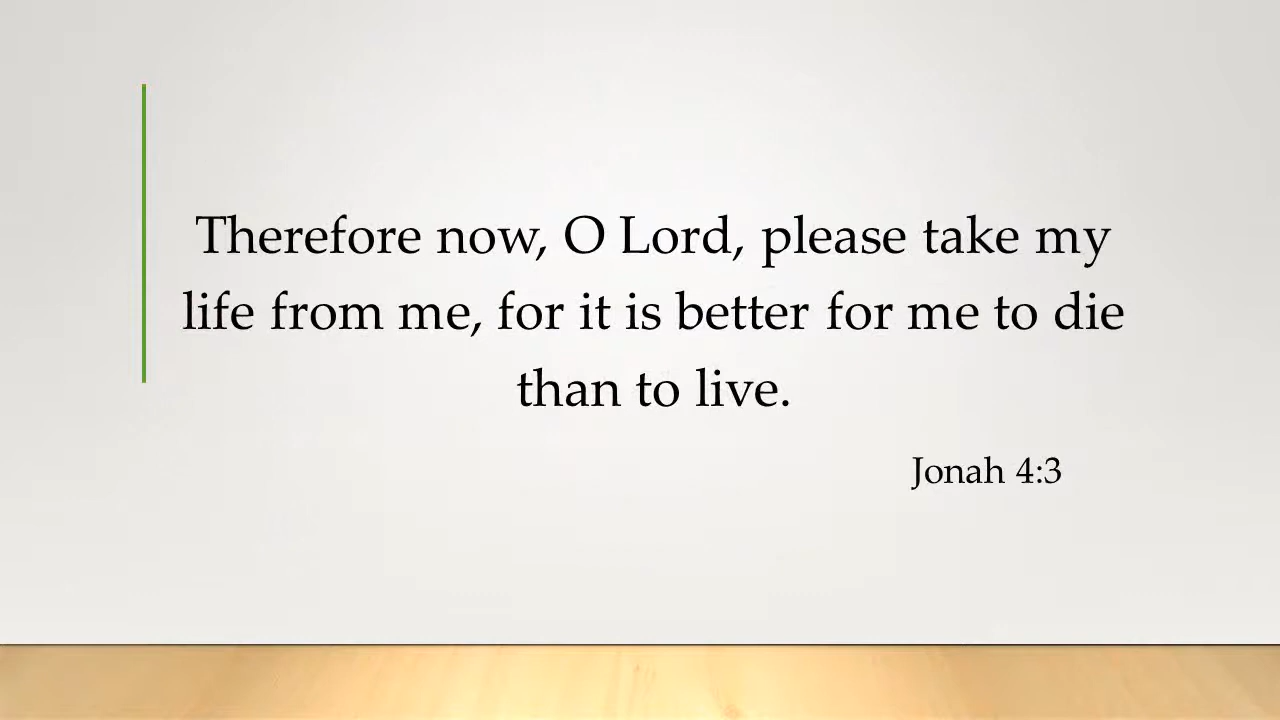 Therefore now, O Lord, please take my
life from me, for it is better for me to die
than to live.
Jonah 4:3